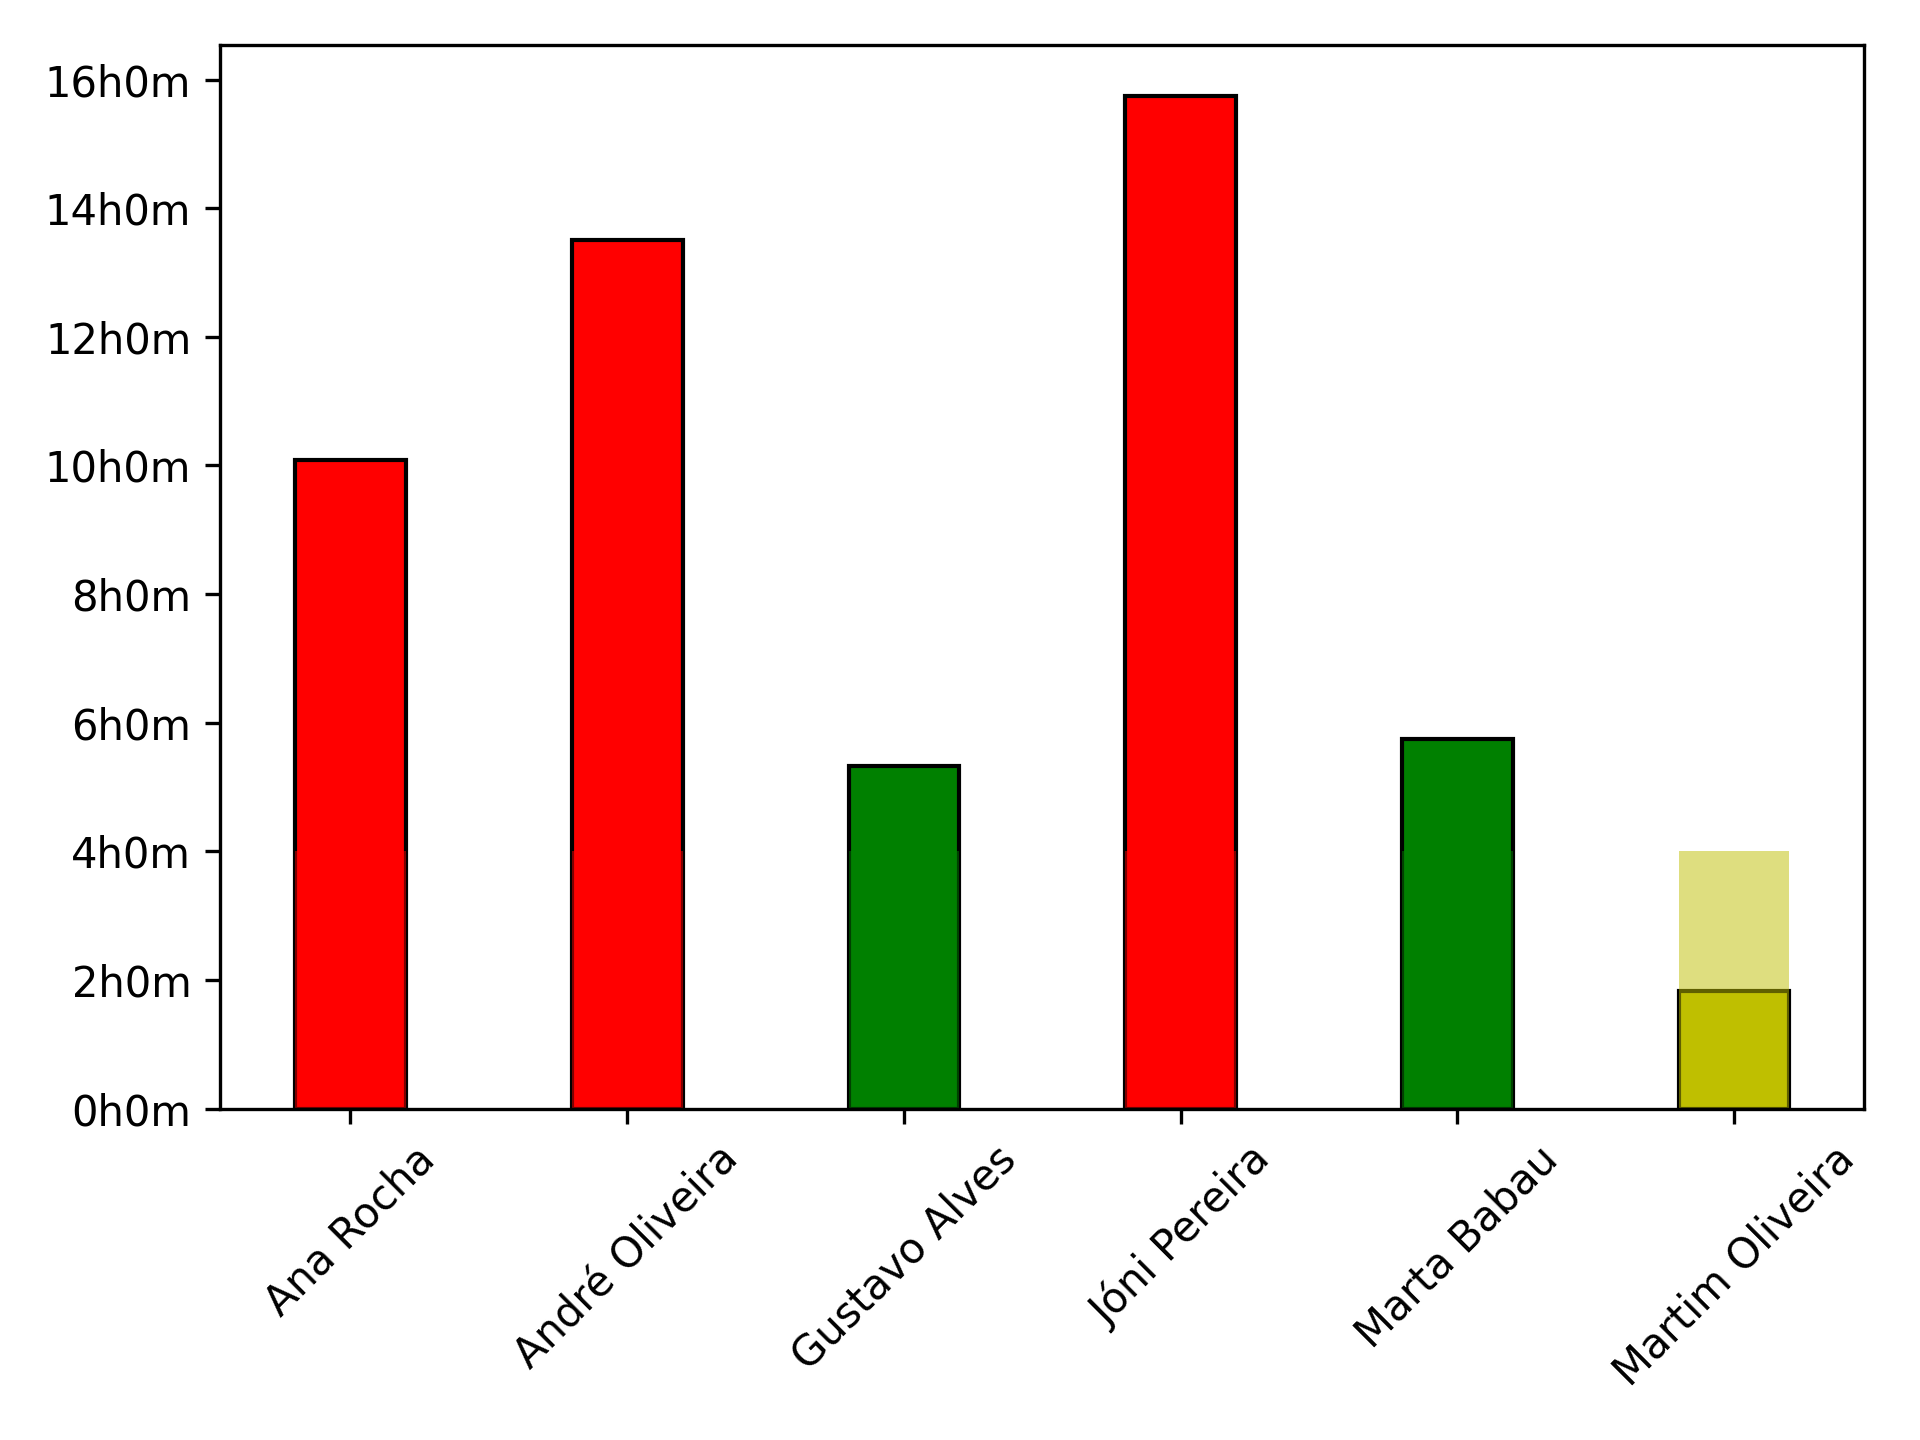 16h0m
14h0m
12h0m
10h0m
8h0m
6h0m
4h0m
2h0m
0h0m
Ana Rocha
André Oliveira
Gustavo Alves
Jóni Pereira
Marta Babau
Martim Oliveira